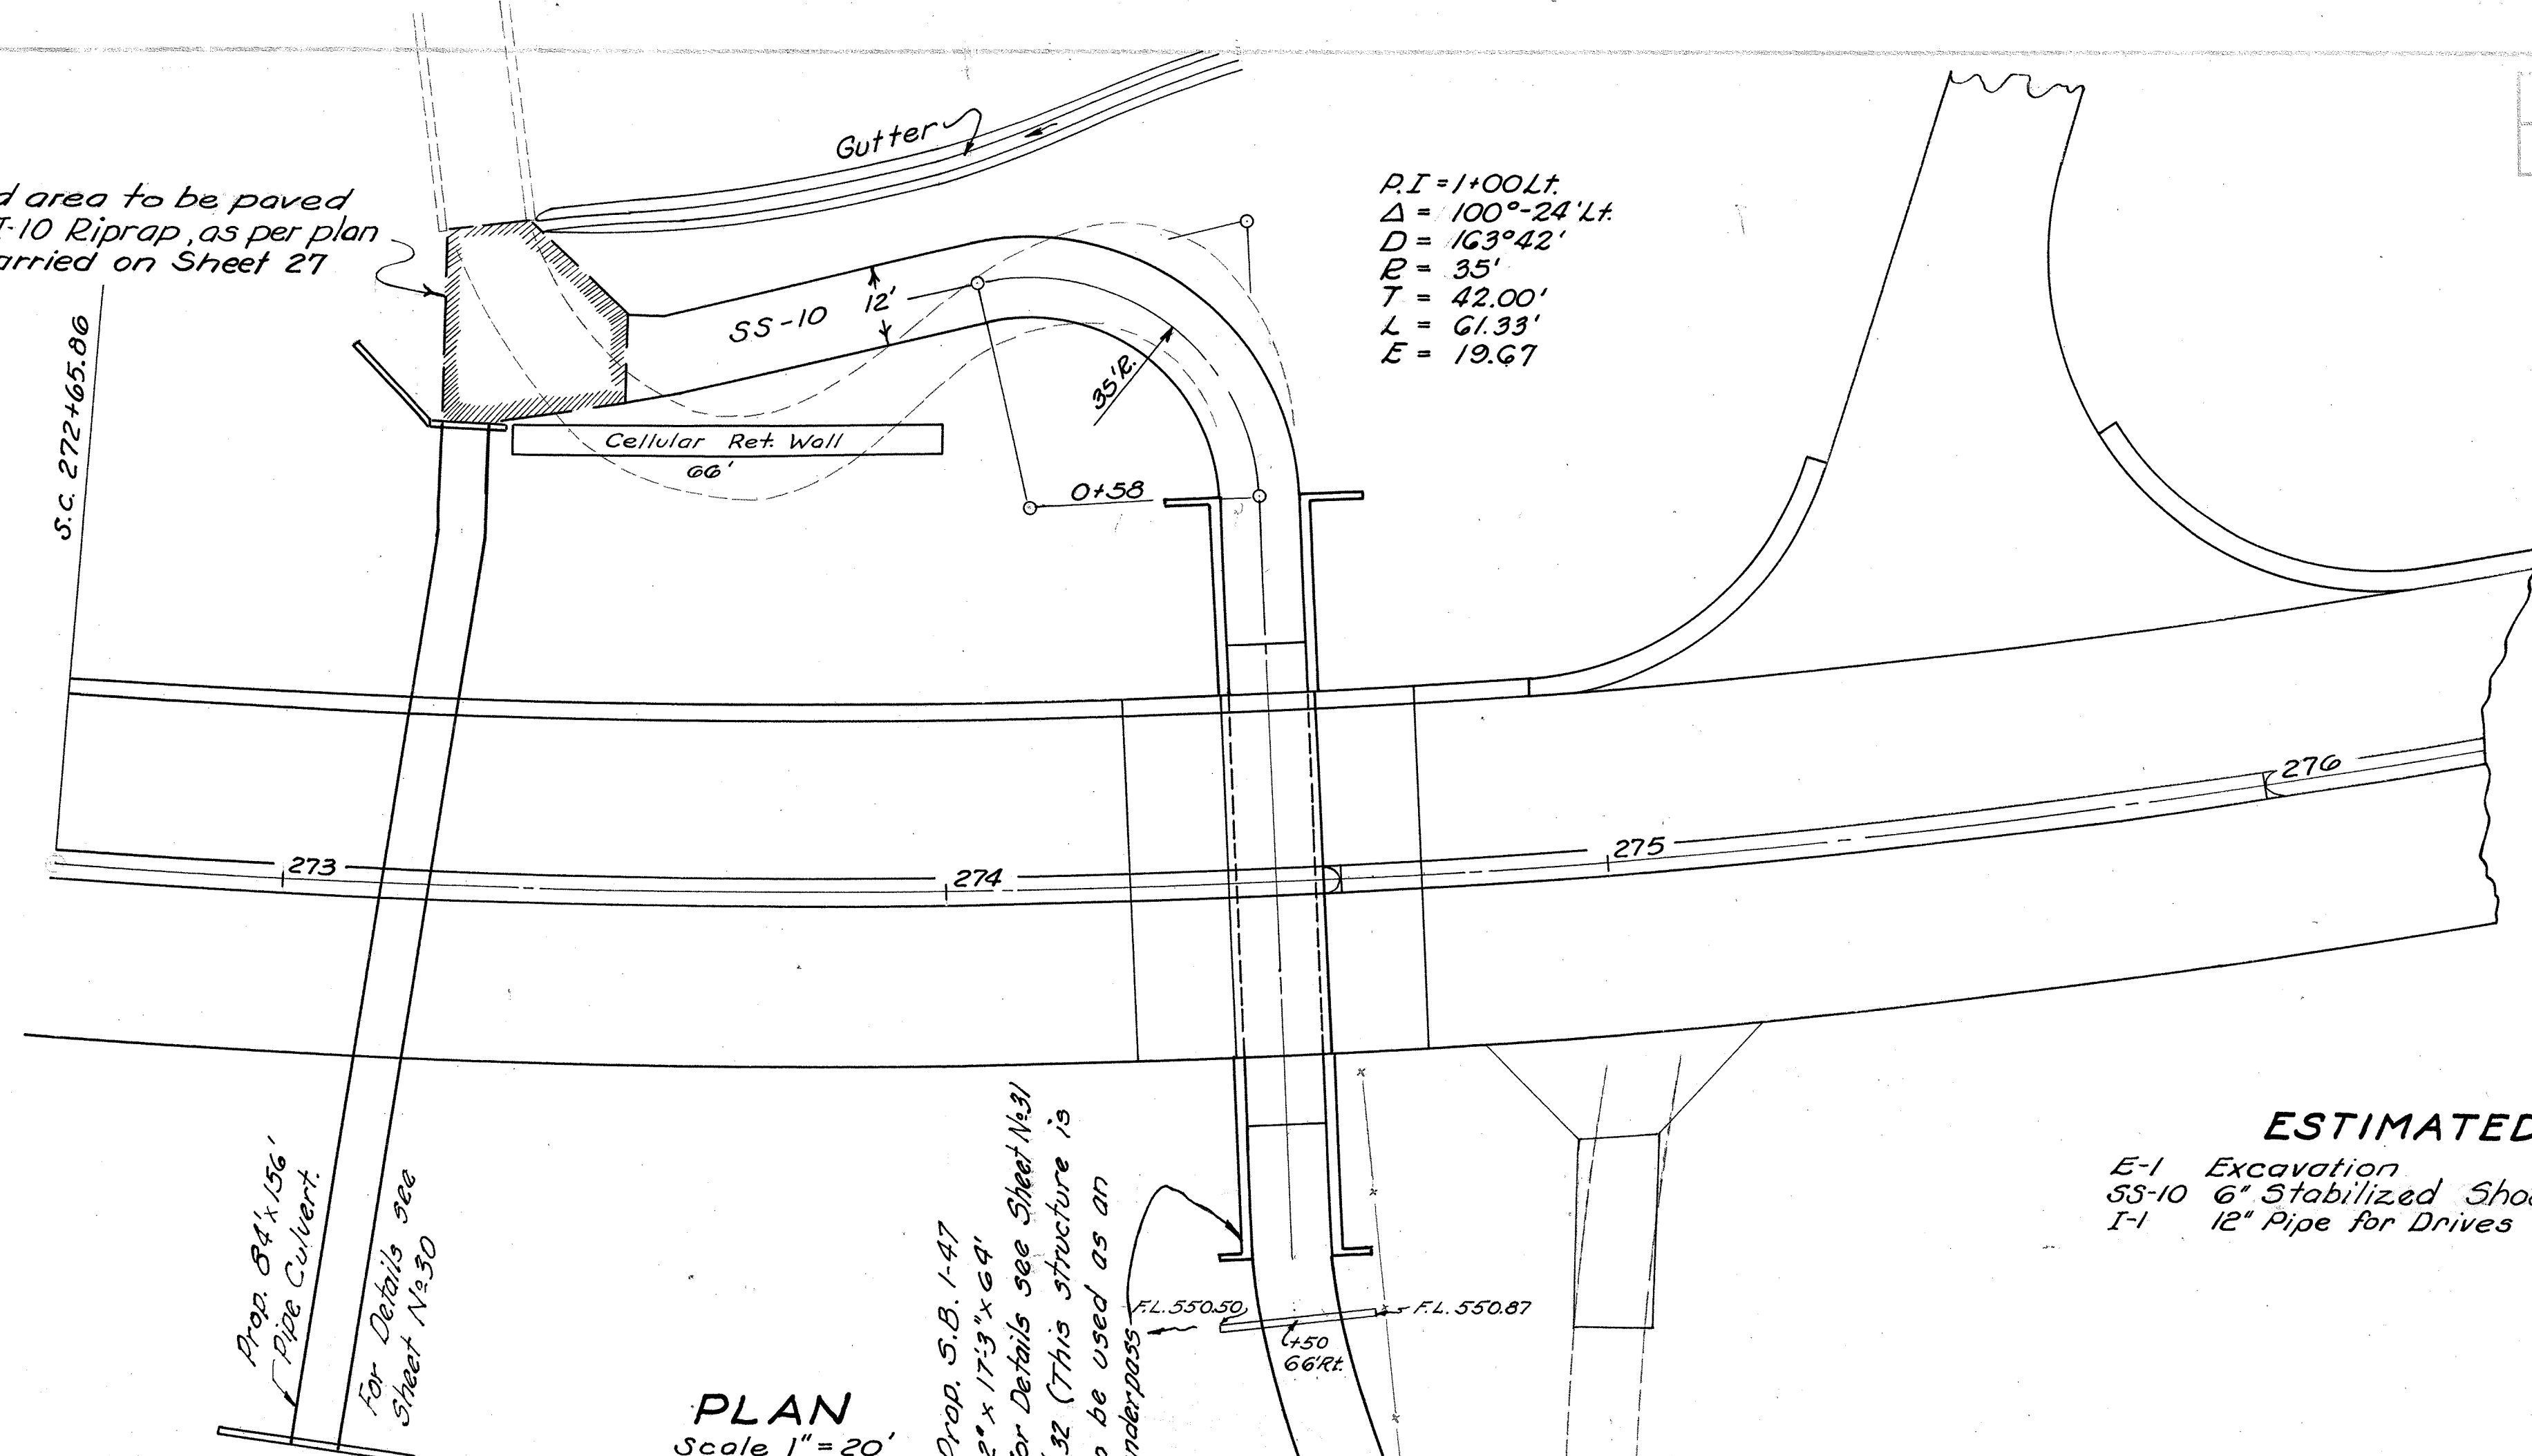 Gutter
d area to be paved
I-10 Riprap, as per plan
arried on Sheet 27
S.C. 272+65.86
SS-10
12'
35'R.
P.I = 1+00 Lt.
Δ = 100°-24' Lt.
D = 163°42'
R = 35'
T = 42.00'
L = 61.33'
E = 19.67
Cellular Ret. Wall
66'
0+58
273
274
275
276
Prop. 84'x156'
Pipe Culvert.
For Details see
Sheet No 30
PLAN
Scale 1" = 20'
Prop. S.B. 1-47
2° x 17'3" x 64'
for Details see Sheet No 31
32 (This structure is
o be used as an
nderpass
F.L. 550.50
F.L. 550.87
+50
66'Rt.
ESTIMATED
E-1 Excavation
SS-10 6" Stabilized Sho
I-1 12" Pipe for Drives